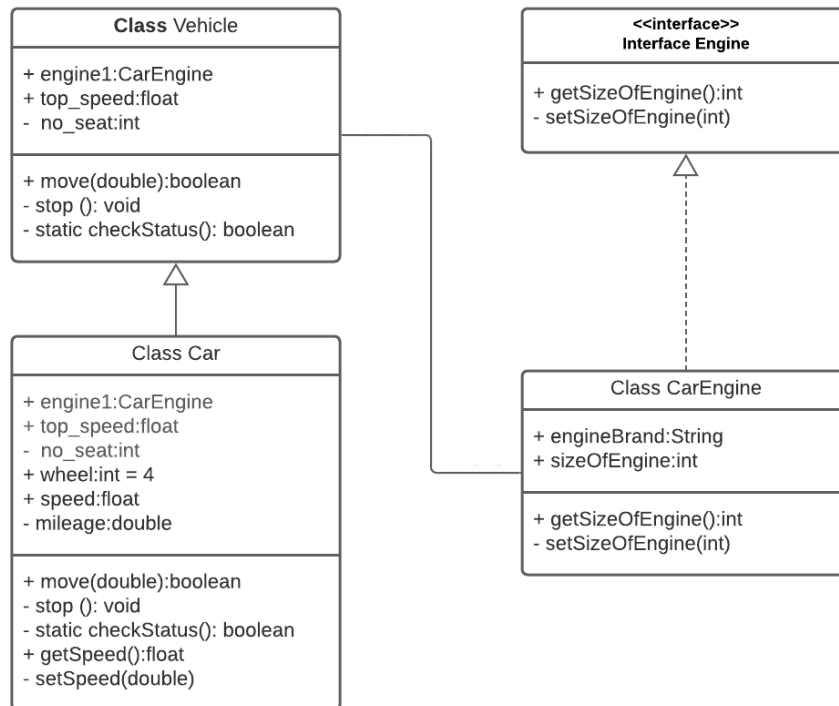 Class Vehicle
+ engine1:CarEngine
+ top_speed:float
- no_seat:int
+ move(double):boolean
- stop (): void
- static checkStatus(): boolean
<<interface>>
Interface Engine
+ getSizeOfEngine():int
- setSizeOfEngine(int)
Class Car
+ engine1:CarEngine
+ top_speed:float
- no_seat:int
+ wheel:int = 4
+ speed:float
- mileage:double
+ move(double):boolean
- stop (): void
- static checkStatus(): boolean
+ getSpeed():float
- setSpeed(double)
Class CarEngine
+ engineBrand:String
+ sizeOfEngine:int
+ getSizeOfEngine():int
- setSizeOfEngine(int)